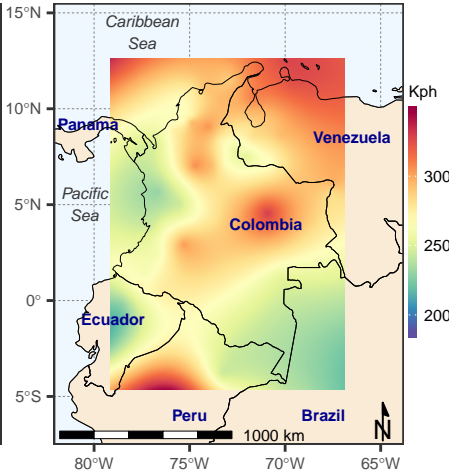 15°N
Caribbean
Sea
Kph
10°N
Panama
Venezuela
300
Pacific
Sea
5°N
Colombia
250
0°
Ecuador
200
5°S
Peru
Brazil
N
1000 km
80°W
75°W
70°W
65°W